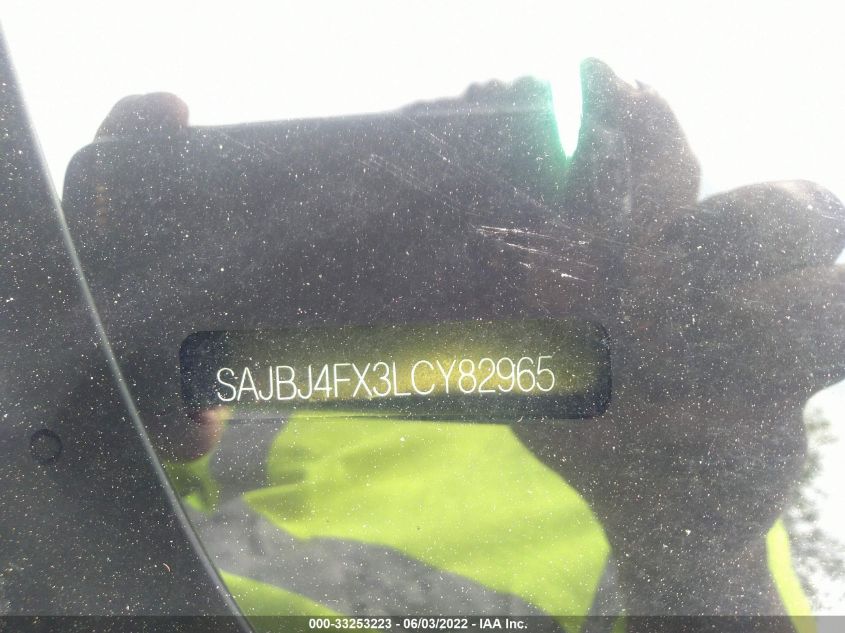 SAJBJ4FX3LCY82965
000-33253223 - 06/03/2022 - IAA Inc.